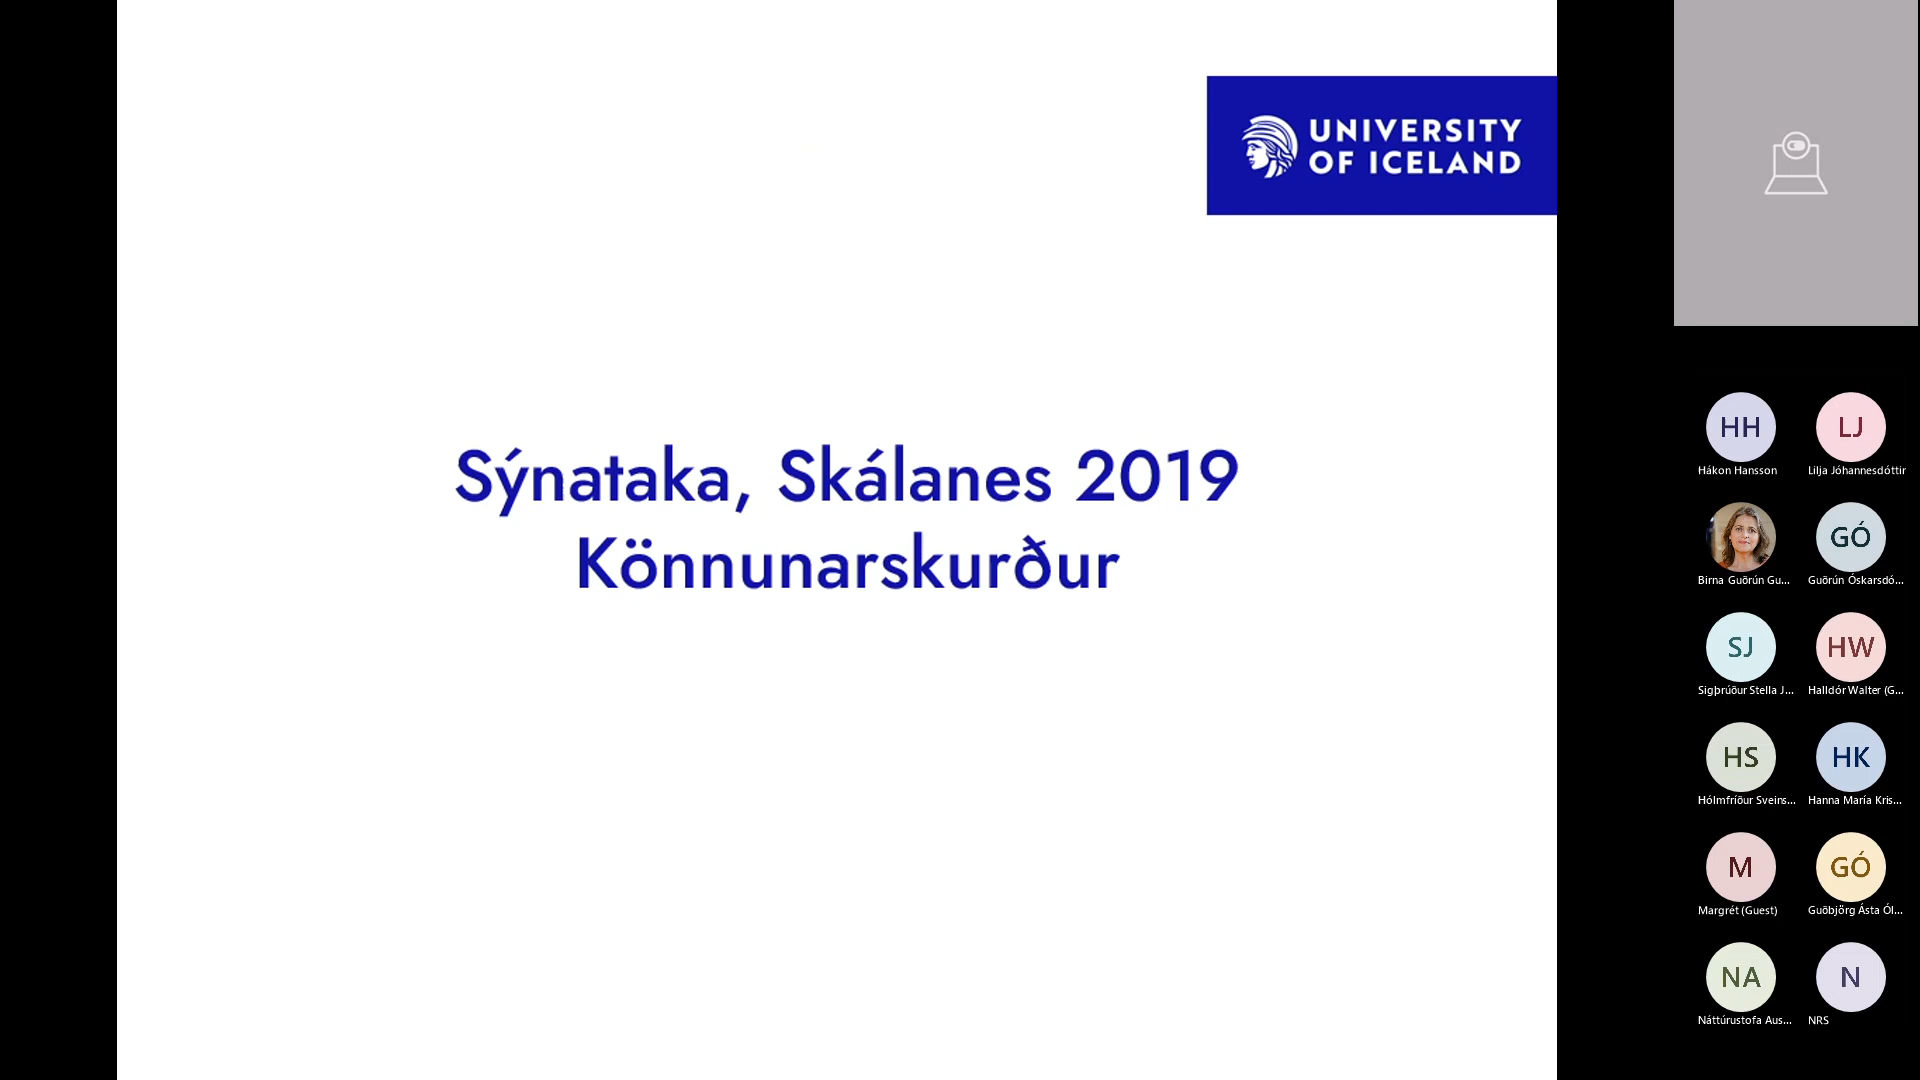 UNIVERSITY
OF ICELAND
Sýnataka, Skálanes 2019
Könnunarskurður
HH
LJ
Hákon Hansson
Lilja Jóhannesdóttir
GÓ
Birna Guðrún Gu...
Guðrún Óskarsdó...
SJ
HW
Sigþrúður Stella J...
Halldór Walter (G...
HS
HK
Hólmfríður Sveins...
Hanna María Kris...
M
GÓ
Margrét (Guest)
Guðbjörg Ásta Ól...
NA
N
Náttúrustofa Aus...
NRS